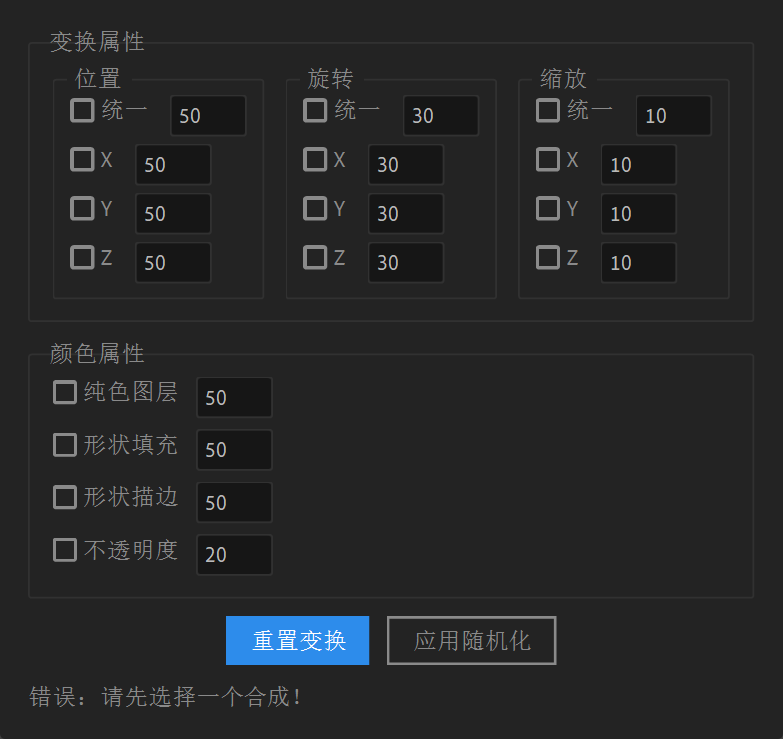 变换属性
位置 旋转 缩放
统一 50 统一 30 统一 10
X 50 X 30 X 10
Y 50 Y 30 Y 10
Z 50 Z 30 Z 10
颜色属性
纯色图层 50
形状填充 50
形状描边 50
不透明度 20
重置变换 应用随机化
错误：请先选择一个合成！